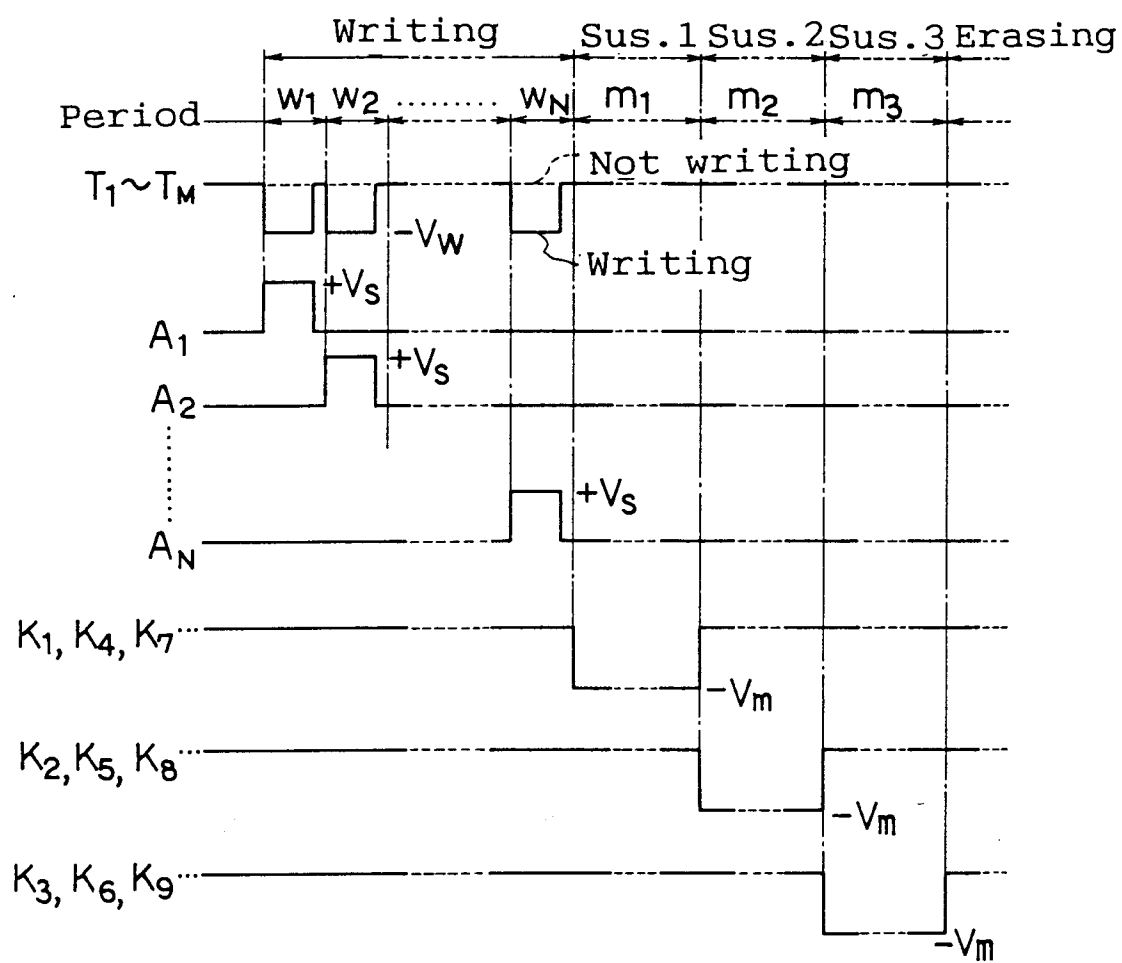 Writing Sus.1 Sus.2 Sus.3 Erasing
Period W1 W2 ......... WN m1 m2 m3
T1~TM Not writing
-VW
Writing
+VS
A1
+VS
A2
+VS
AN
K1, K4, K7...
-Vm
K2, K5, K8...
-Vm
K3, K6, K9...
-Vm